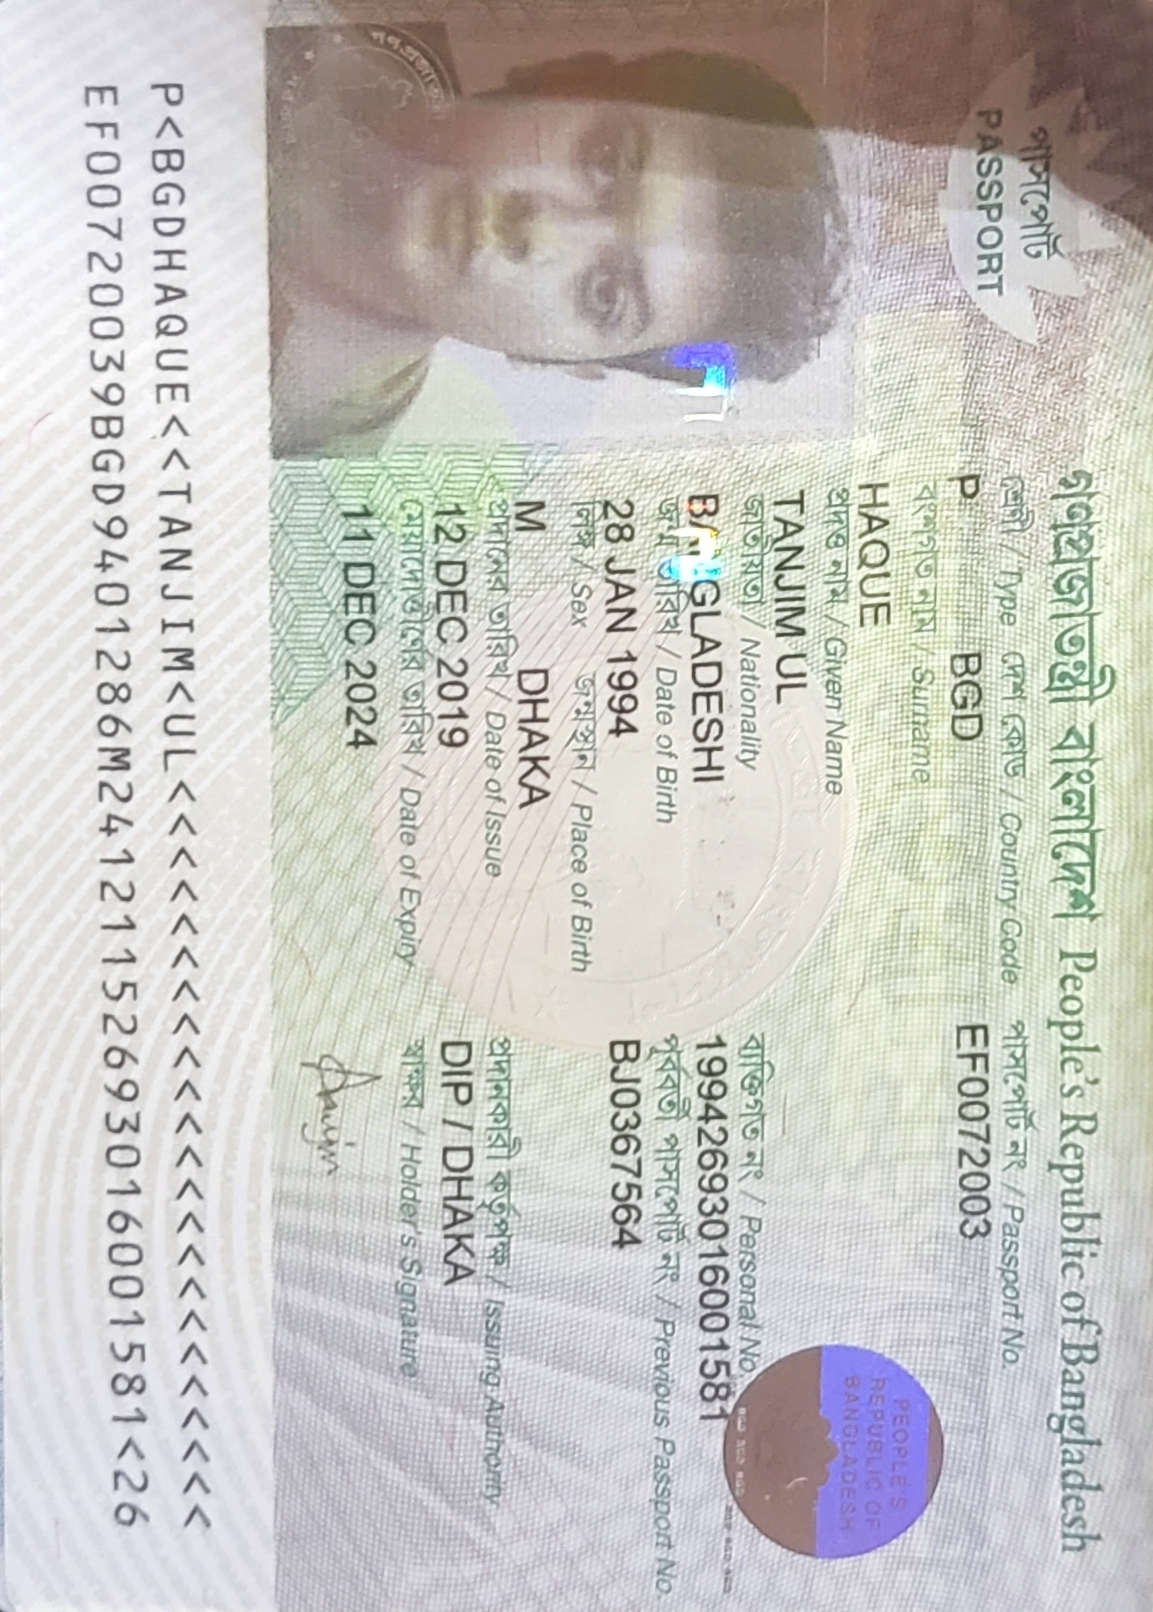 গণপ্রজাতন্ত্রী বাংলাদেশ People's Republic of Bangladesh
পাসপোর্ট
PASSPORT
শ্রেণী / Type দেশ কোড / Country Code পাসপোর্ট নং / Passport No.
P BGD EF0072003
বংশগত নাম / Surname
HAQUE
প্রদত্ত নাম / Given Name
TANJIM UL
জাতীয়তা / Nationality ব্যক্তিগত নং / Personal No.
BANGLADESHI 19942693016001581
জন্ম তারিখ / Date of Birth পূর্ববর্তী পাসপোর্ট নং / Previous Passport No.
28 JAN 1994 BJ0367564
লিঙ্গ / Sex জন্মস্থান / Place of Birth
M DHAKA
প্রদানের তারিখ / Date of Issue প্রদানকারী কর্তৃপক্ষ / Issuing Authority
12 DEC 2019 DIP / DHAKA
মেয়াদোত্তীর্ণের তারিখ / Date of Expiry স্বাক্ষর / Holder's Signature
11 DEC 2024
PEOPLE'S
REPUBLIC OF
BANGLADESH
P<BGDHAQUE<<TANJIM<UL<<<<<<<<<<<<<<<<<<<<<<<
EF00720039BGD9401286M24121152693016001581<26